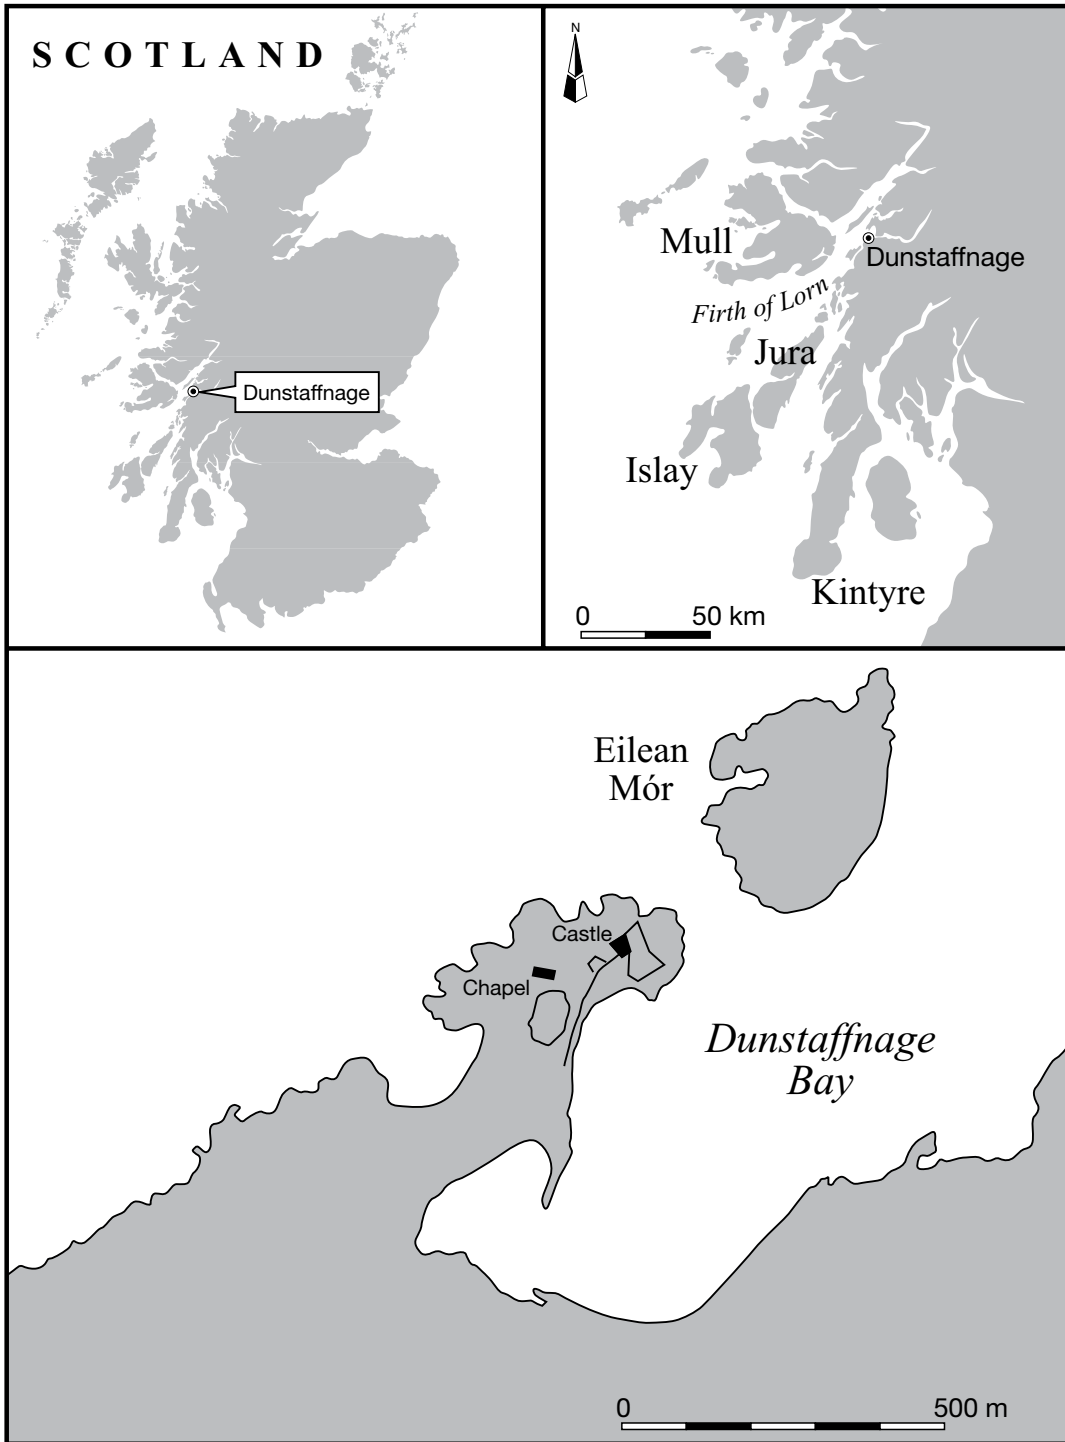 SCOTLAND
Dunstaffnage
N
Mull
Dunstaffnage
Firth of Lorn
Jura
Islay
Kintyre
0 50 km
Eilean
Mór
Castle
Chapel
Dunstaffnage
Bay
0 500 m